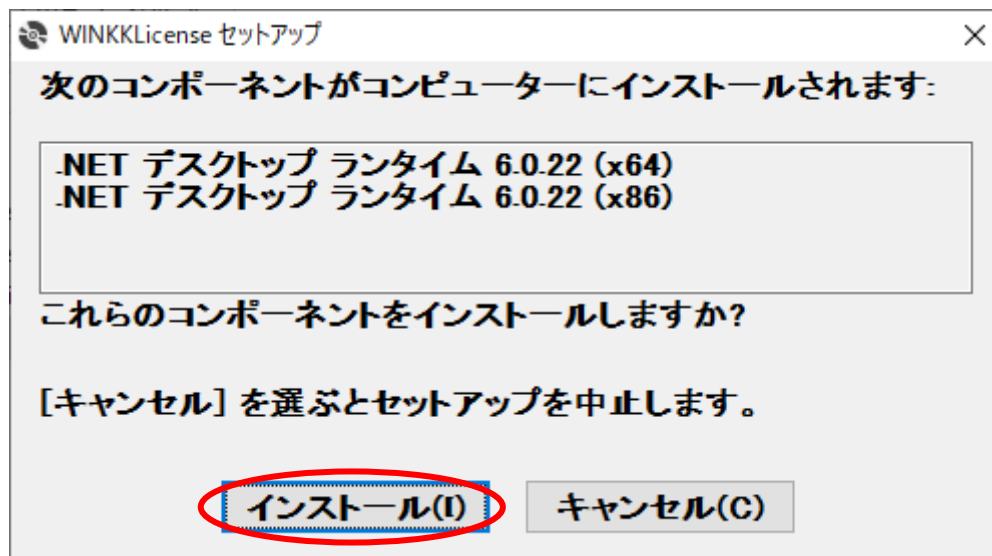 WINKKLicense セットアップ
次のコンポーネントがコンピューターにインストールされます:
.NET デスクトップ ランタイム 6.0.22 (x64)
.NET デスクトップ ランタイム 6.0.22 (x86)
これらのコンポーネントをインストールしますか?
[キャンセル] を選ぶとセットアップを中止します。
インストール(I)
キャンセル(C)